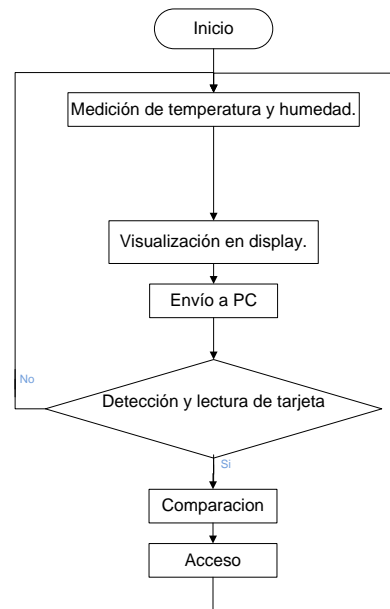 Inicio
Medición de temperatura y humedad.
Visualización en display.
Envío a PC
Detección y lectura de tarjeta
No
Si
Comparacion
Acceso